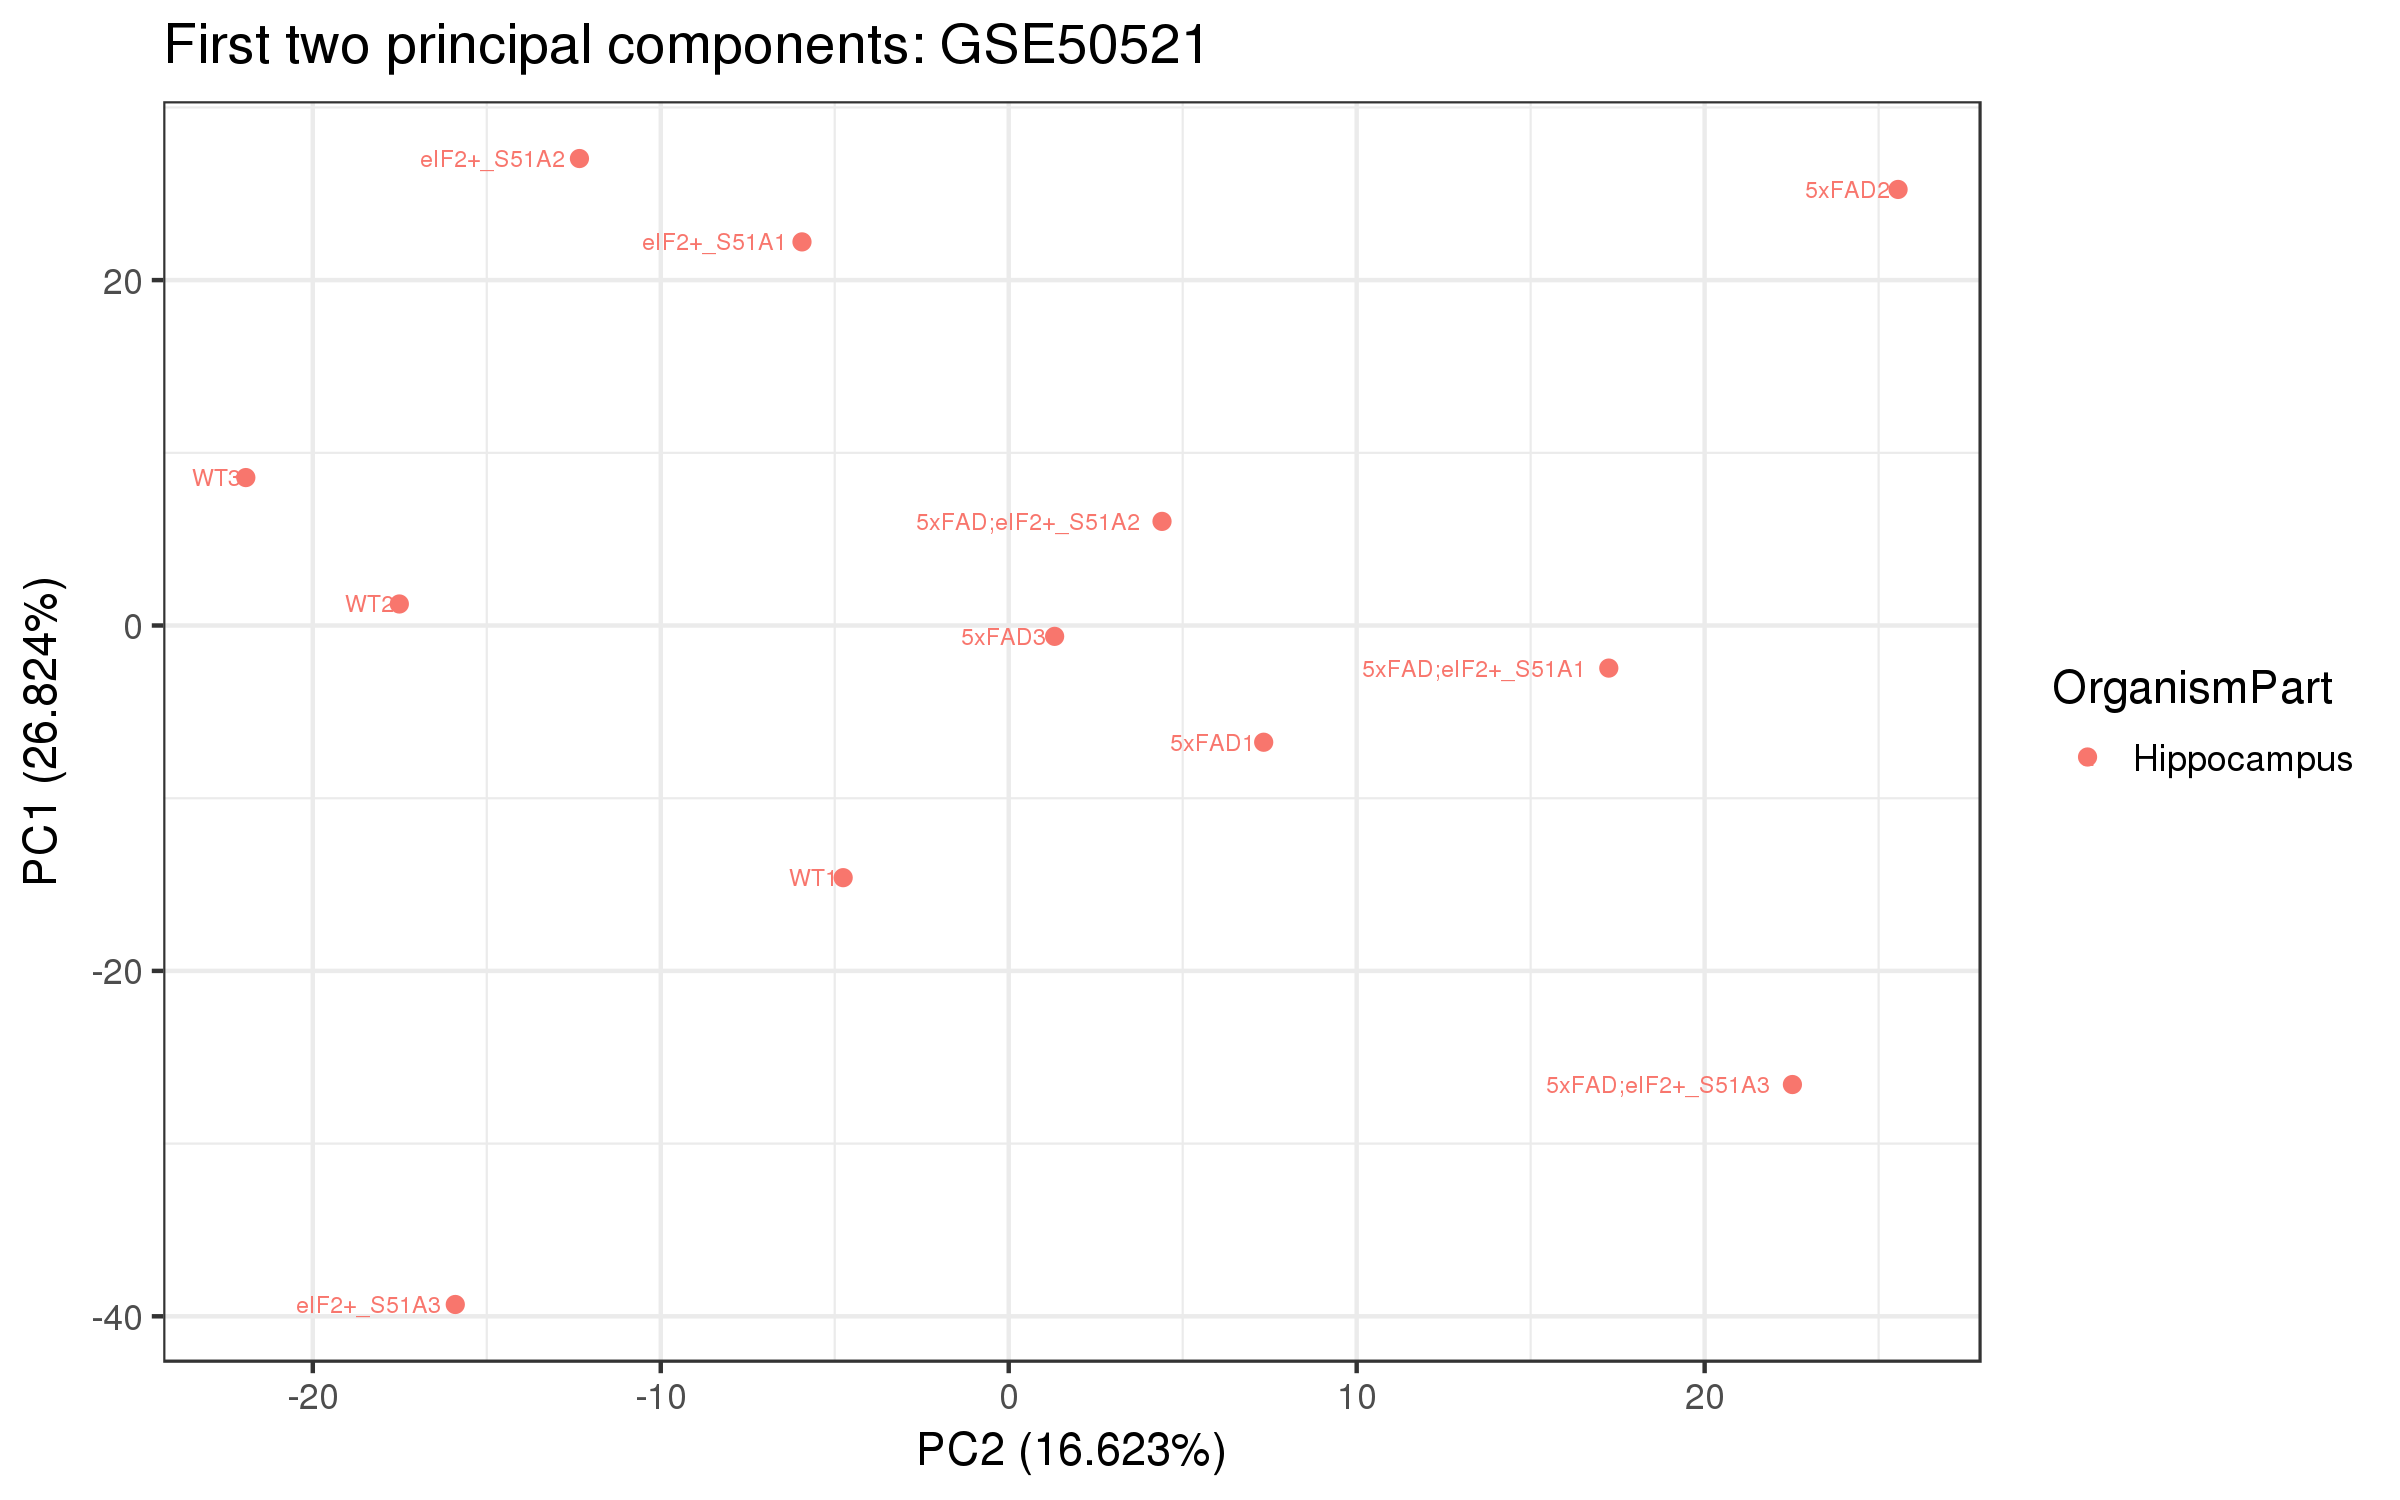 First two principal components: GSE50521
eIF2+_S51A2
5xFAD2
eIF2+_S51A1
20
WT3
5xFAD;eIF2+_S51A2
WT2
0
5xFAD3
5xFAD;eIF2+_S51A1
5xFAD1
WT1
-20
5xFAD;eIF2+_S51A3
eIF2+_S51A3
-40
PC1 (26.824%)
-20 -10 0 10 20
PC2 (16.623%)
OrganismPart
Hippocampus